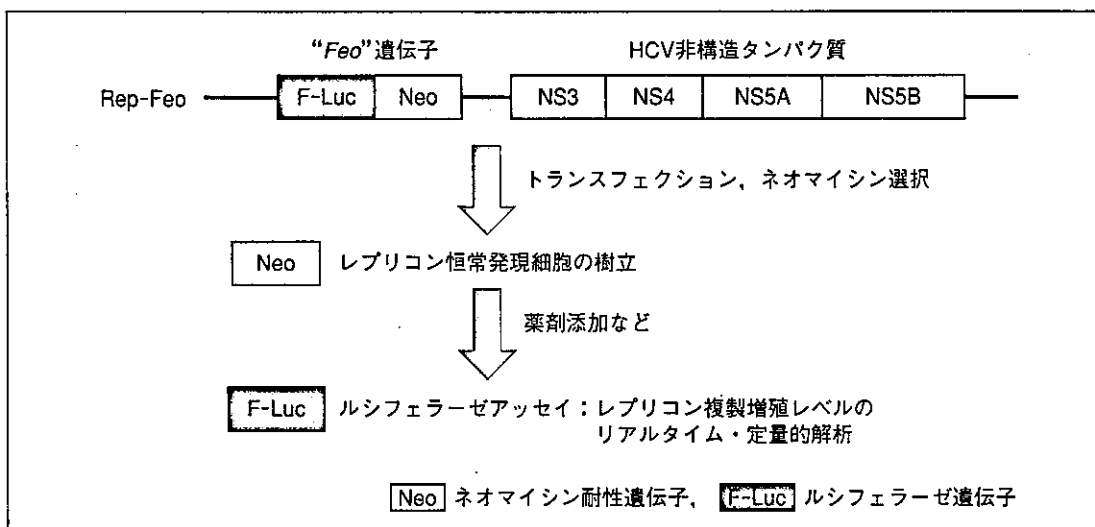 “Feo”遺伝子 HCV非構造タンパク質
Rep-Feo F-Luc Neo NS3 NS4 NS5A NS5B
トランスフェクション，ネオマイシン選択
Neo レプリコン恒常発現細胞の樹立
薬剤添加など
F-Luc ルシフェラーゼアッセイ：レプリコン複製増殖レベルの
リアルタイム・定量的解析
Neo ネオマイシン耐性遺伝子， F-Luc ルシフェラーゼ遺伝子